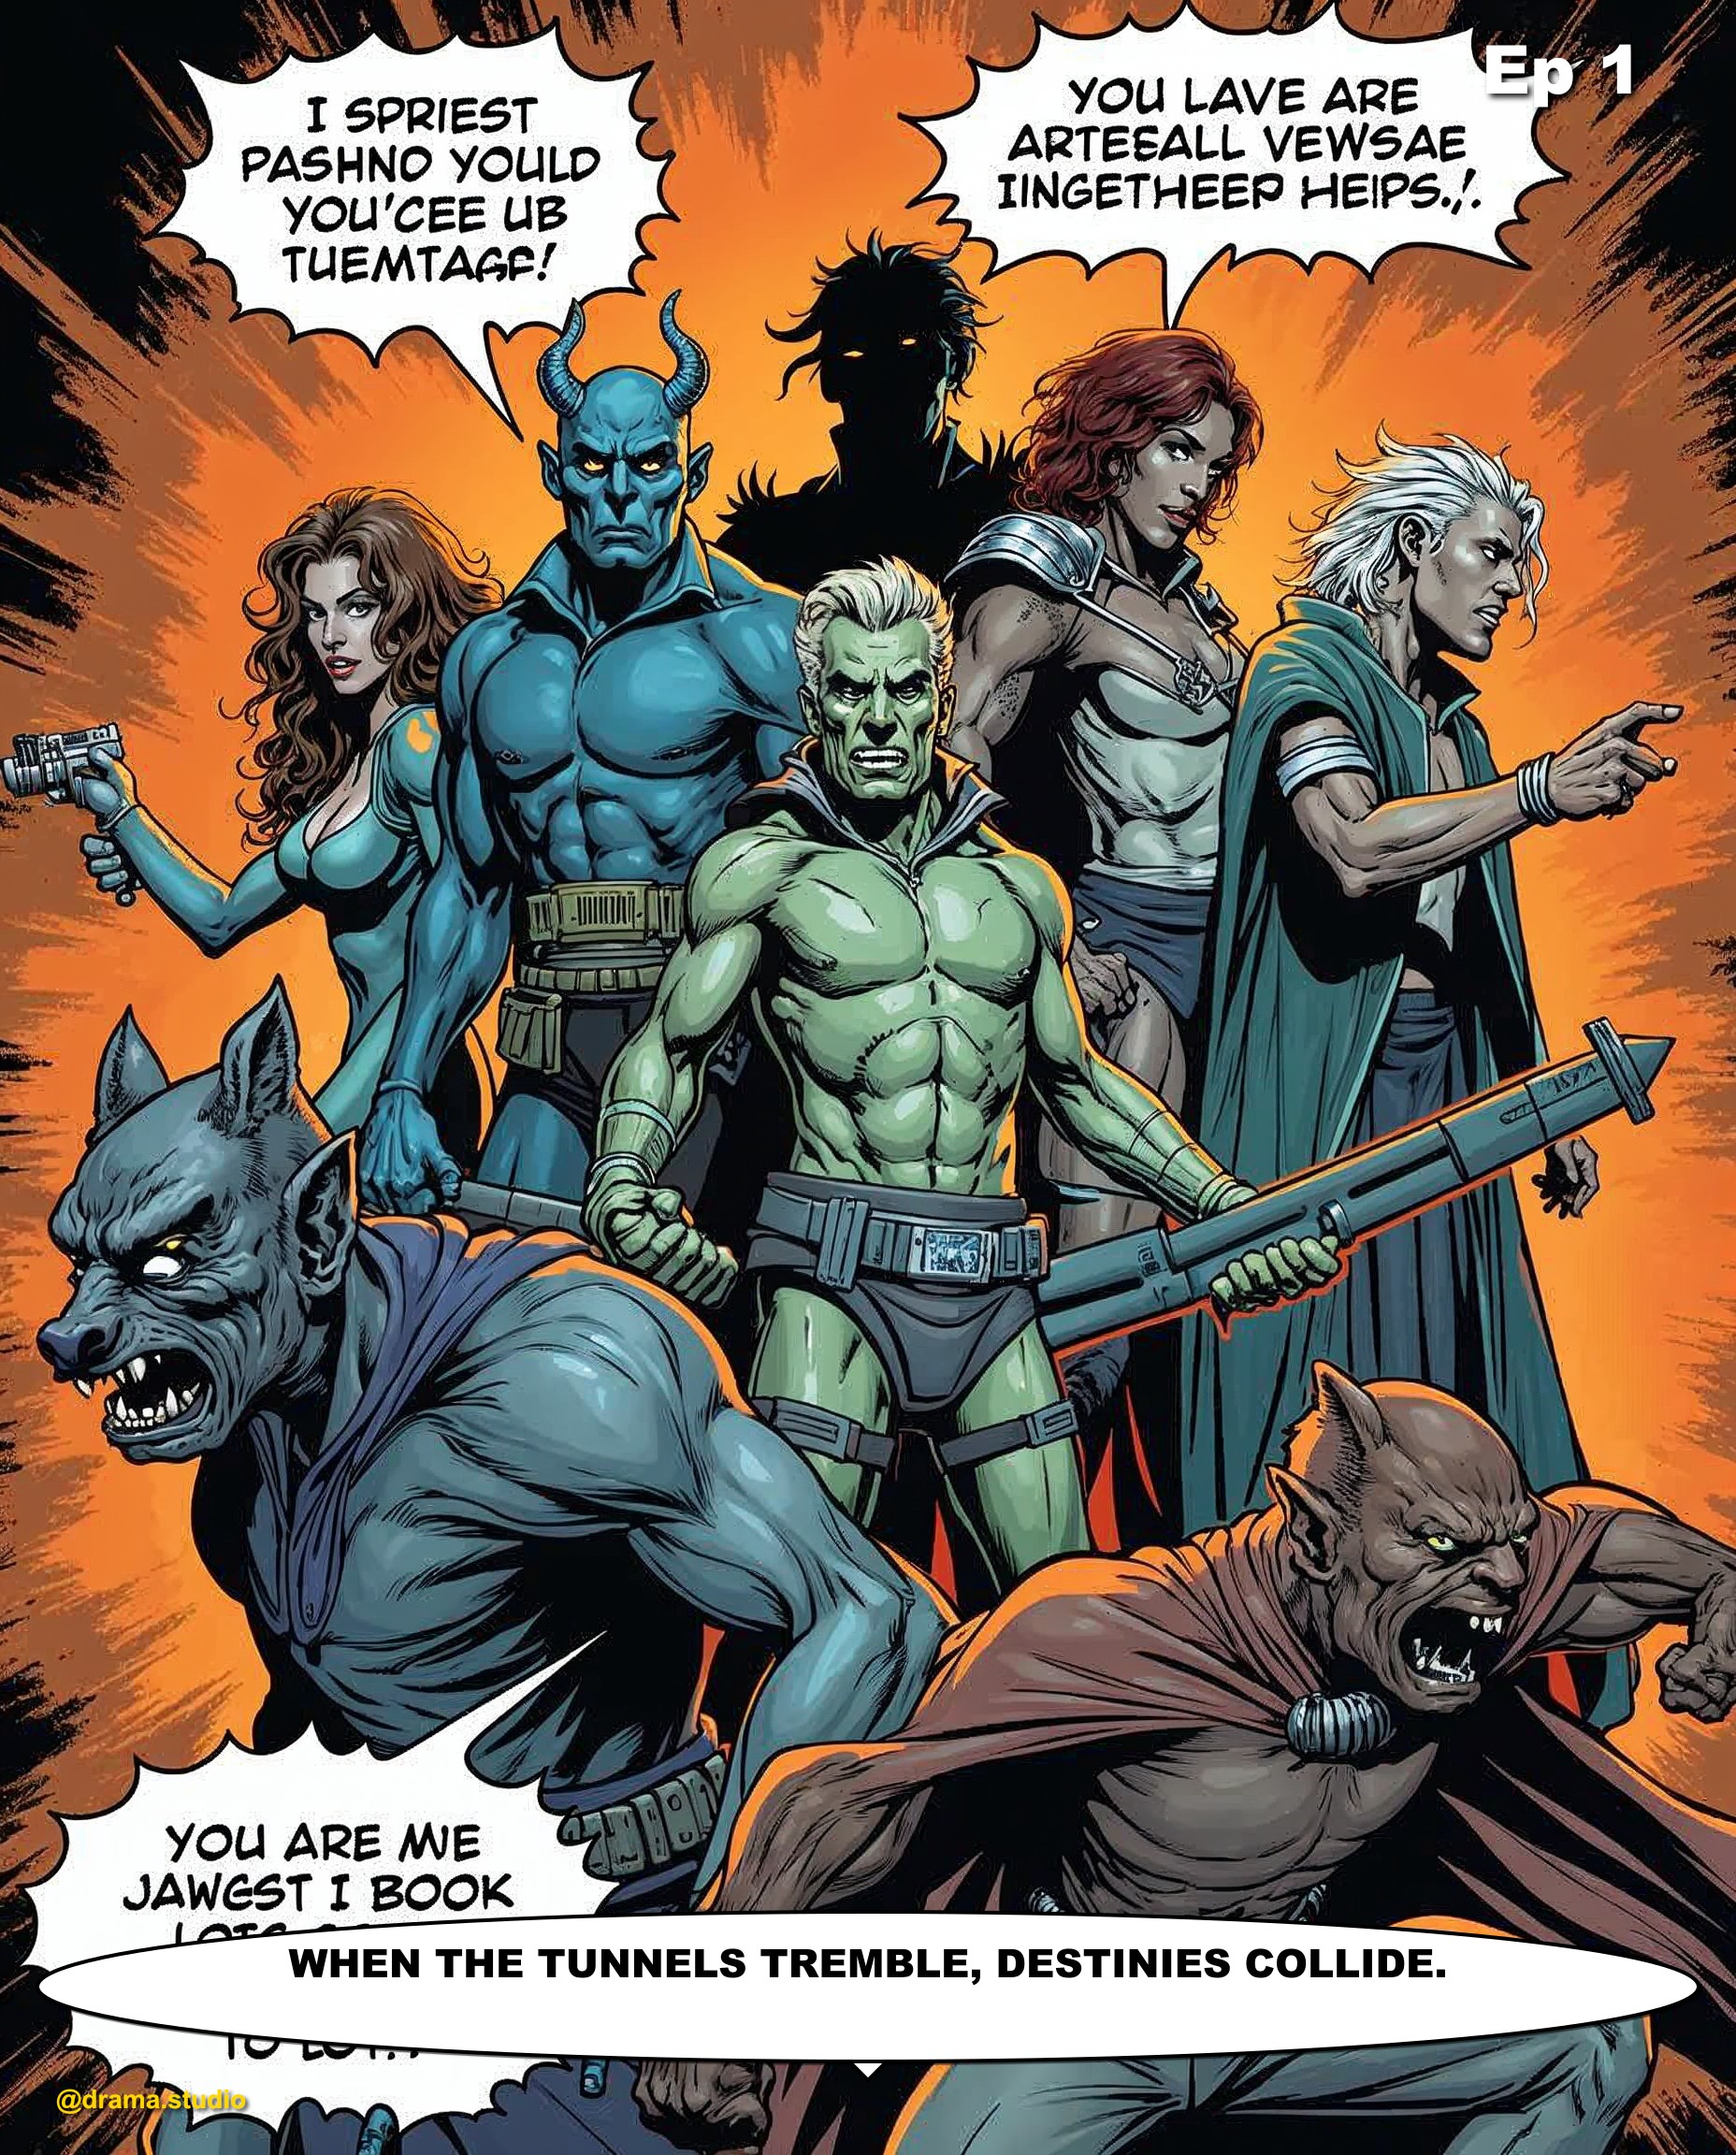 I SPRIEST
PASHNO YOULD
YOU'CEE UB
TUEMTAGF!
YOU LAVE ARE
ARTEEALL VEWSAE
IINGETHEEP HEIPS.!.
Ep 1
YOU ARE
JAWGST I BOOK
WHEN THE TUNNELS TREMBLE, DESTINIES COLLIDE.
@drama.studio